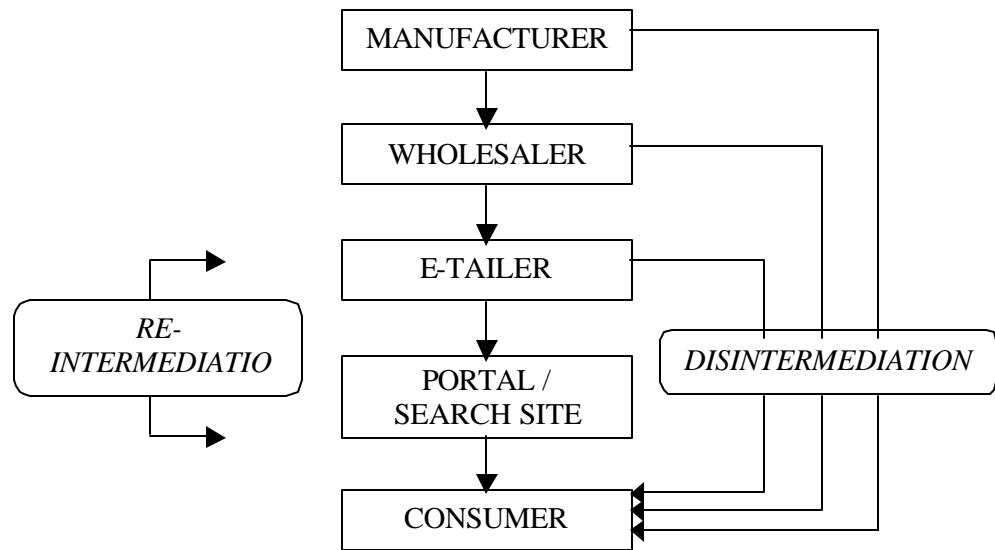 MANUFACTURER
WHOLESALER
E-TAILER
RE-
INTERMEDIATIO
DISINTERMEDIATION
PORTAL /
SEARCH SITE
CONSUMER